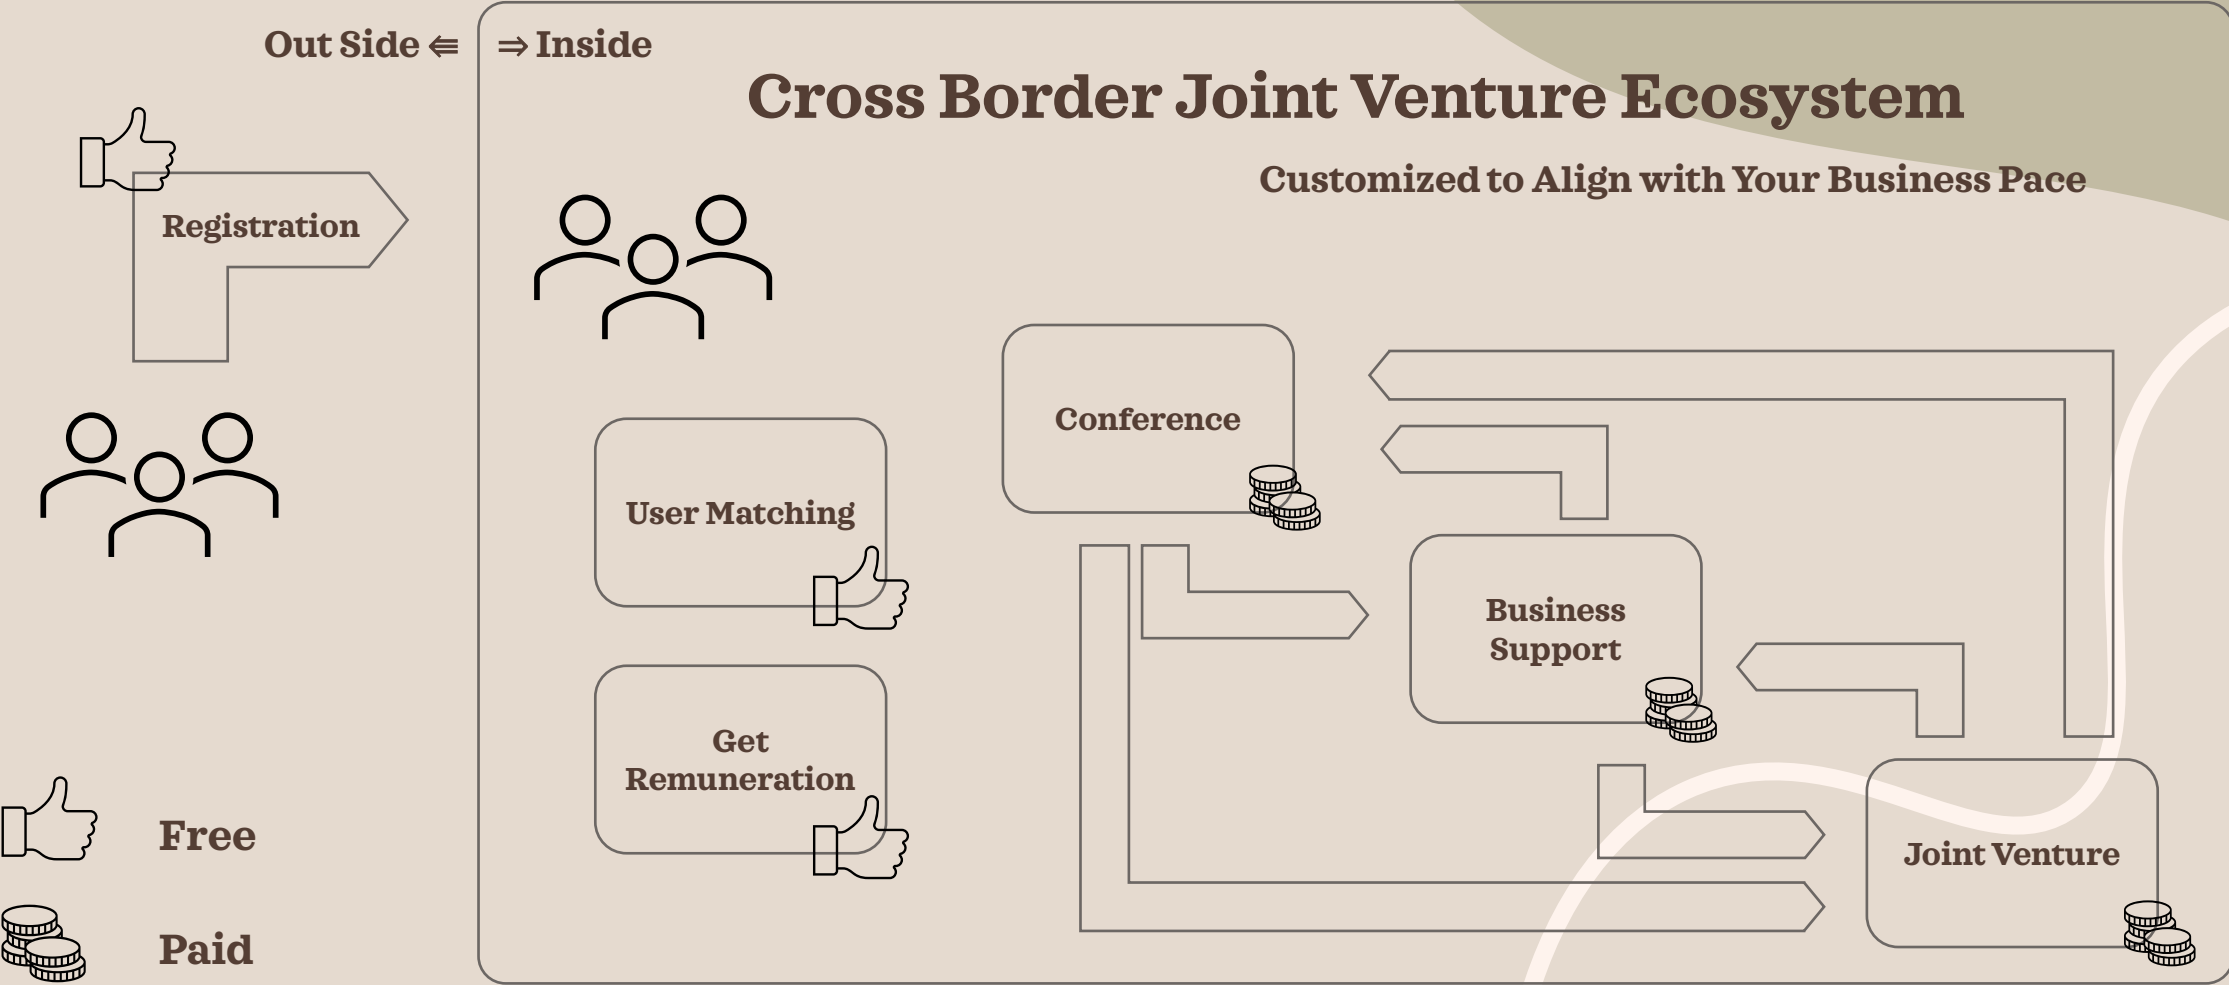 Out Side ⇚
⇒ Inside
Cross Border Joint Venture Ecosystem
Customized to Align with Your Business Pace
Registration
Conference
User Matching
Business
Support
Get
Remuneration
Joint Venture
Free
Paid